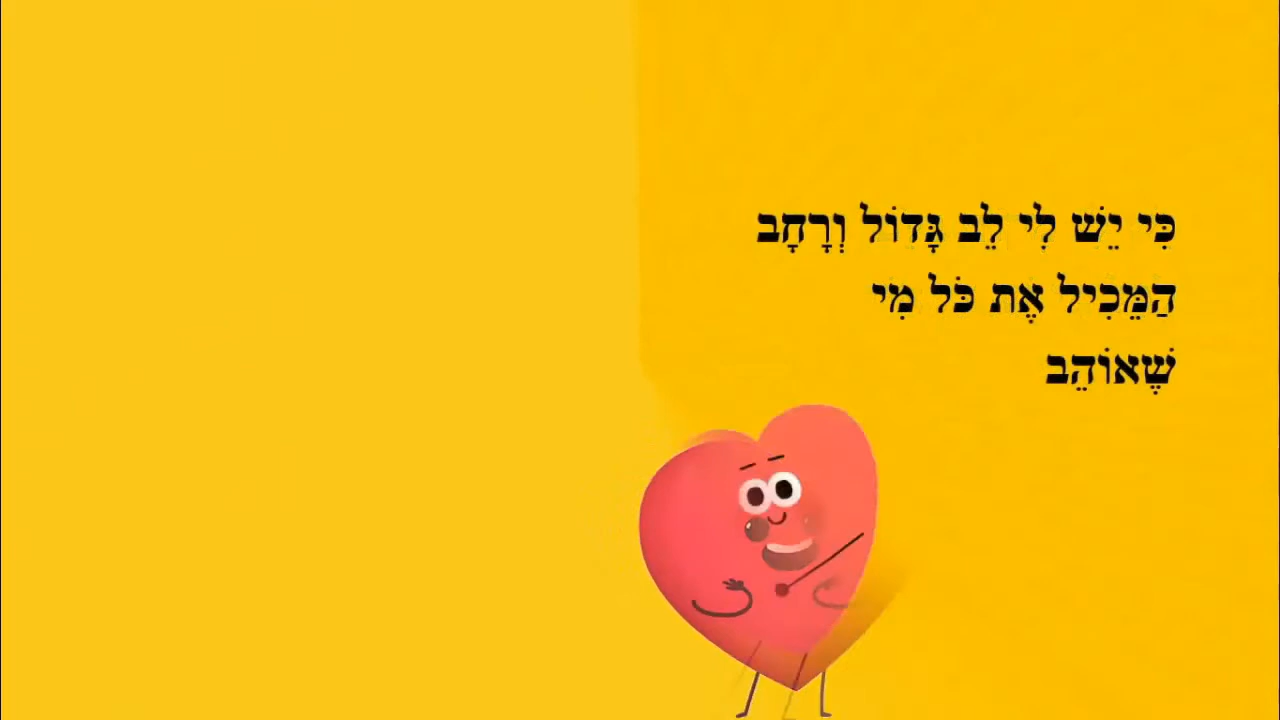 כִּי יֵשׁ לִי לֵב גָּדוֹל וְרָחָב
הַמֵּכִיל אֶת כֹּל מִי
שֶׁאוֹהֵב